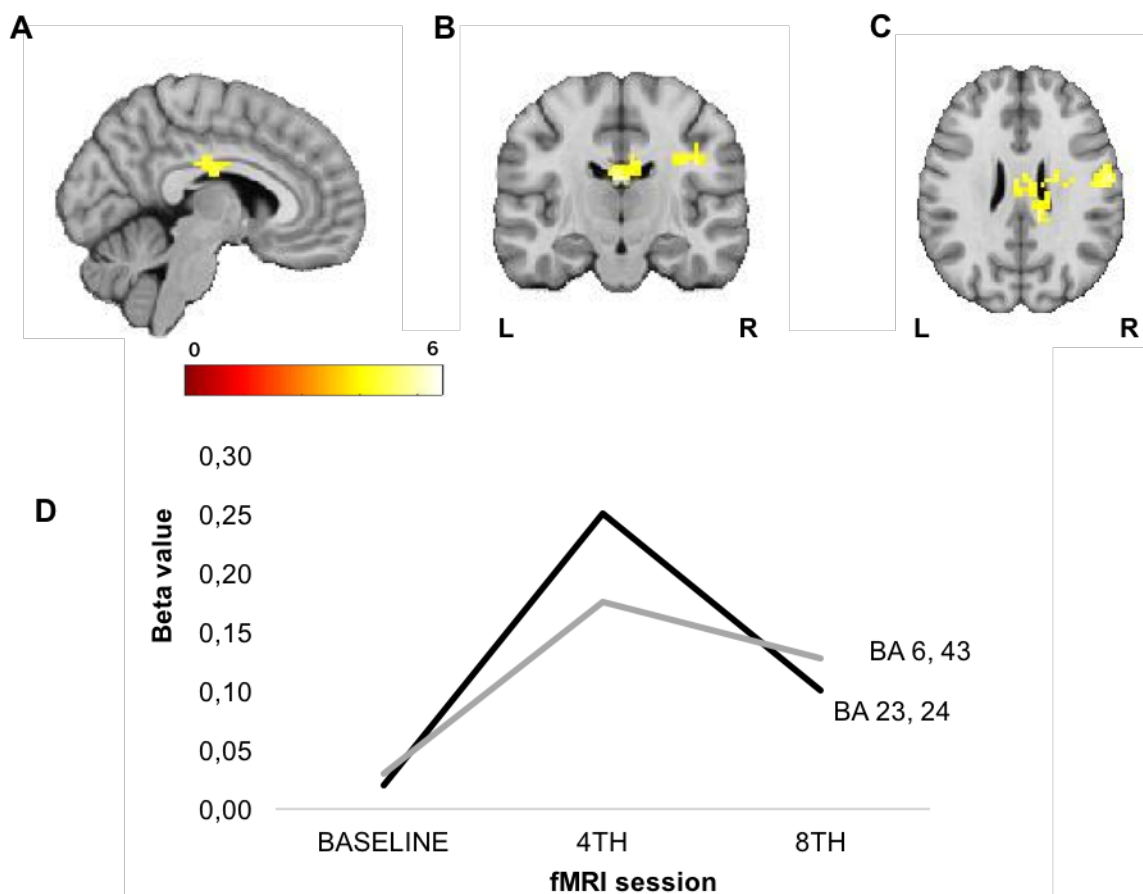 A
B
C
L
R
L
R
0
6
D
Beta value
0,30
0,25
0,20
0,15
0,10
0,05
0,00
BA 6, 43
BA 23, 24
BASELINE
4TH
8TH
fMRI session